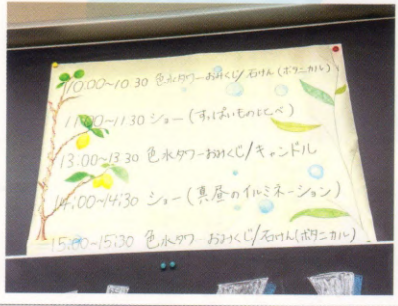 10:00~10:30 色水タワーおみくじ/石けん(ボタニカル)
11:00~11:30 ショー(すっぱいものくらべ)
13:00~13:30 色水タワーおみくじ/キャンドル
14:00~14:30 ショー(真昼のイルミネーション)
15:00~15:30 色水タワーおみくじ/石けん(ボタニカル)